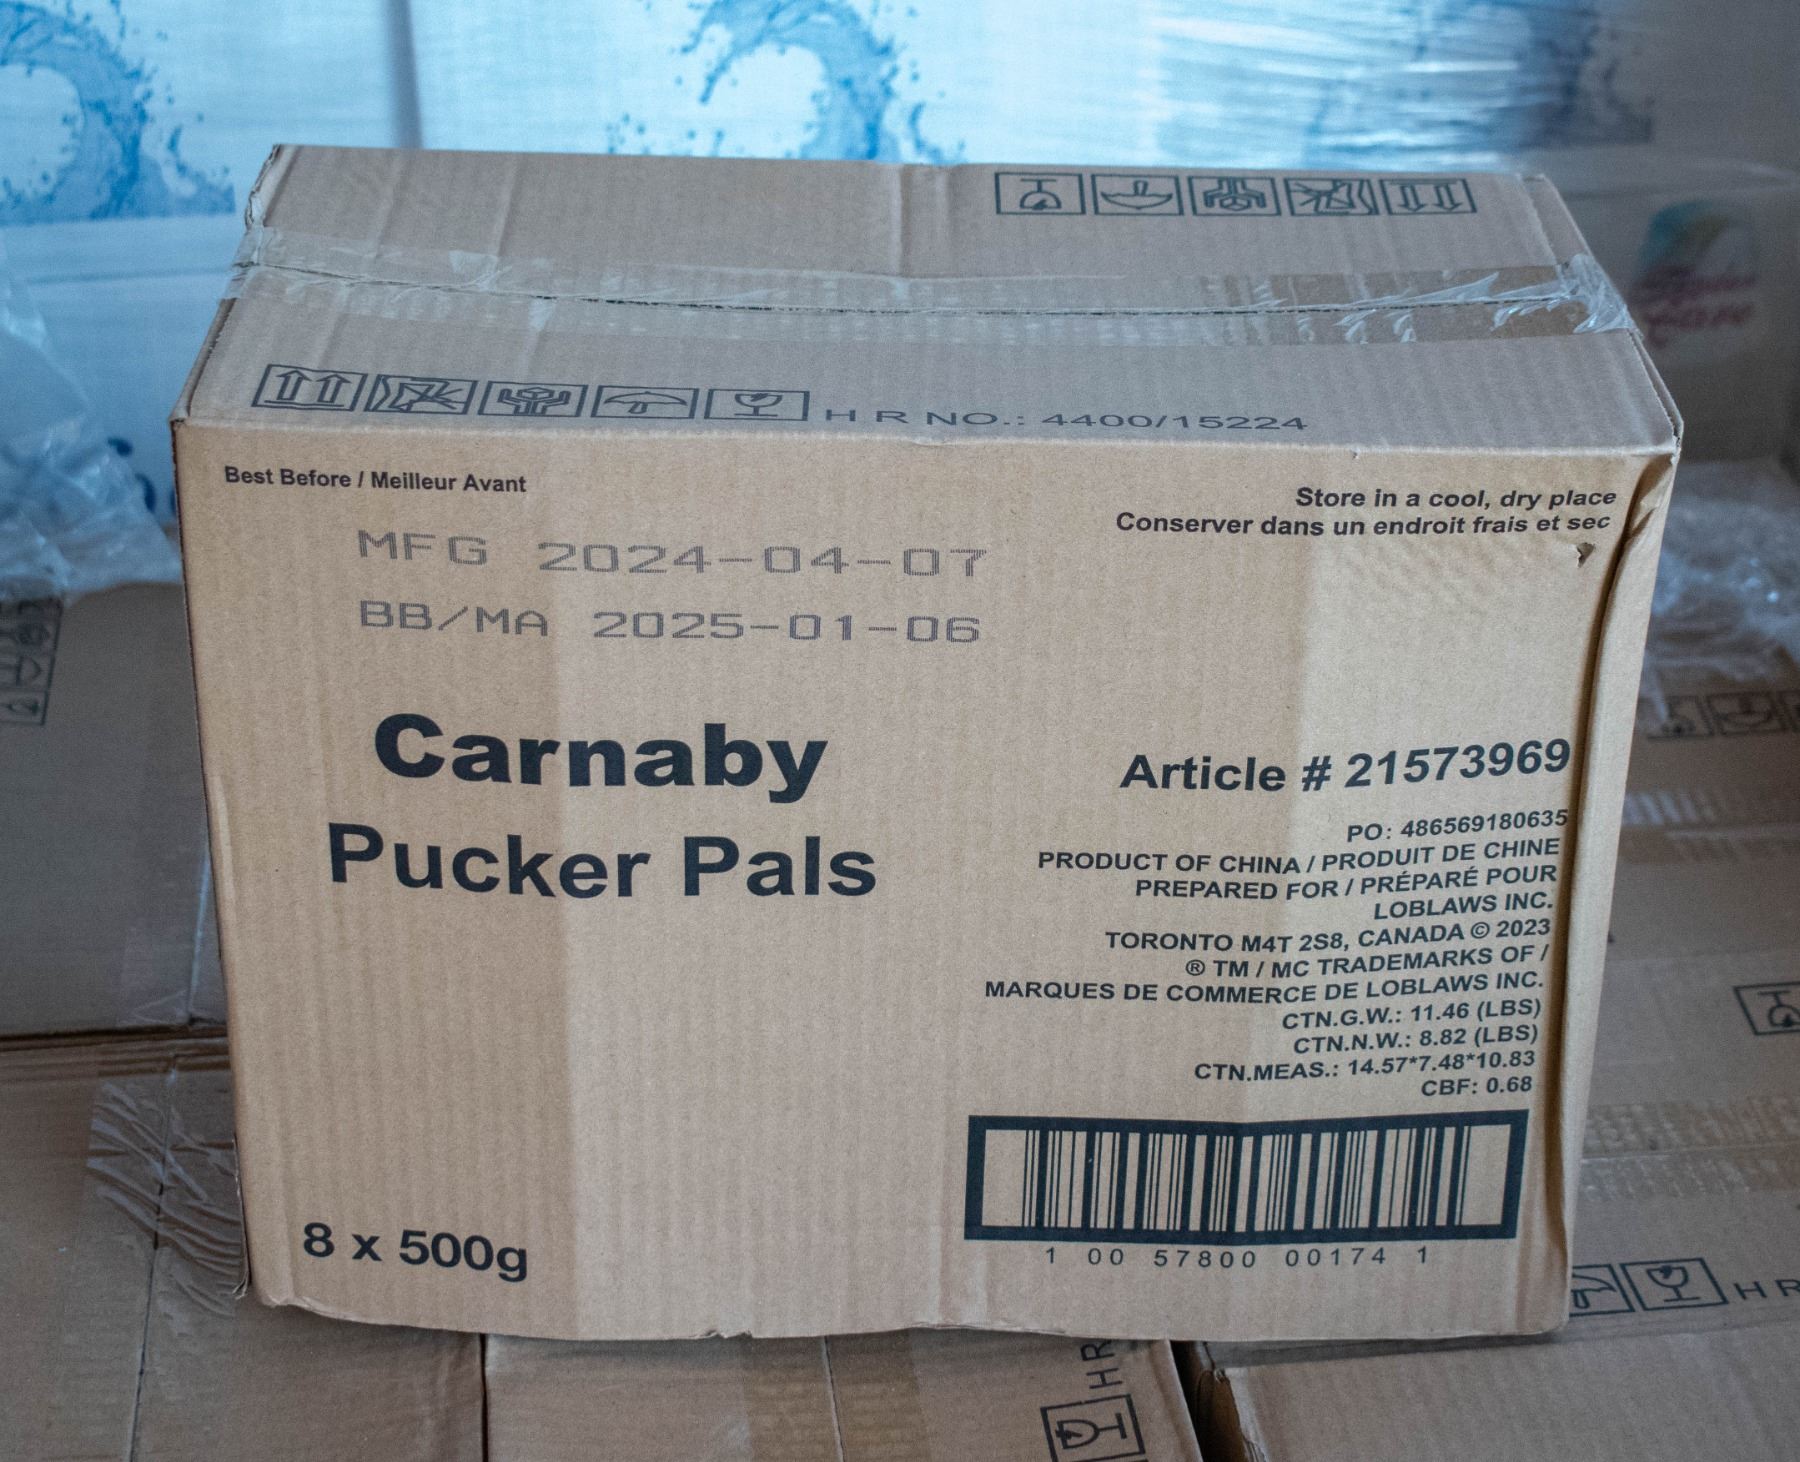 H R NO.: 4400/15224
Best Before / Meilleur Avant
Store in a cool, dry place
Conserver dans un endroit frais et sec
MFG 2024-04-07
BB/MA 2025-01-06
Carnaby
Pucker Pals
Article # 21573969
PO: 486569180635
PRODUCT OF CHINA / PRODUIT DE CHINE
PREPARED FOR / PRÉPARÉ POUR
LOBLAWS INC.
TORONTO M4T 2S8, CANADA © 2023
® TM / MC TRADEMARKS OF /
MARQUES DE COMMERCE DE LOBLAWS INC.
CTN.G.W.: 11.46 (LBS)
CTN.N.W.: 8.82 (LBS)
CTN.MEAS.: 14.57*7.48*10.83
CBF: 0.68
8 x 500g
1 00 57800 00174 1
HR
HR